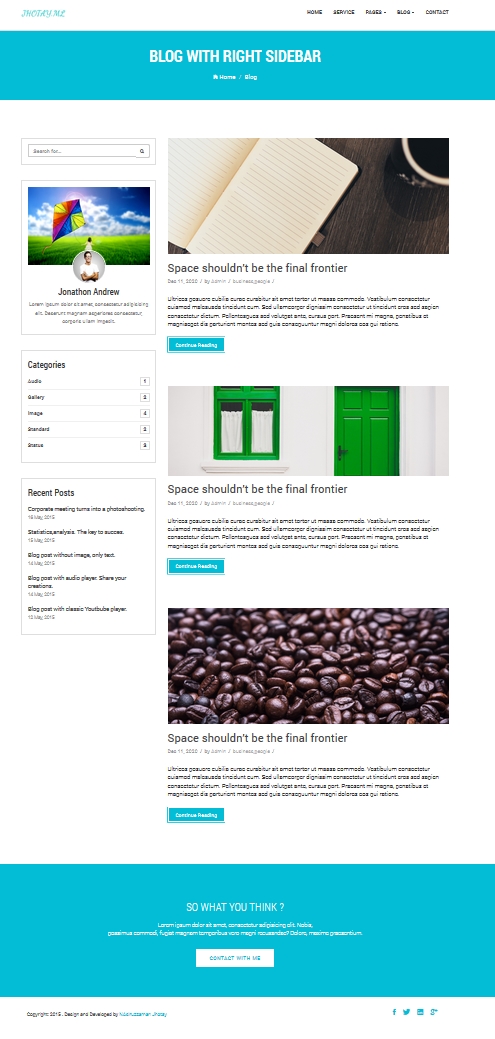 JHOTAY.ML
HOME SERVICE PAGES BLOG CONTACT
BLOG WITH RIGHT SIDEBAR
Home / Blog
Search for...
Jonathon Andrew
Lorem ipsum dolor sit amet, consectetur adipisicing
elit. Deserunt magnam asperiores consectetur,
corporis ullam impedit.
Categories
Audio 1
Gallery 2
Image 4
Standard 2
Status 3
Recent Posts
Corporate meeting turns into a photoshooting.
15 May, 2015
Statistics,analysis. The key to succes.
15 May, 2015
Blog post without image, only text.
14 May, 2015
Blog post with audio player. Share your
creations.
14 May, 2015
Blog post with classic Youtbube player.
12 May, 2015
Space shouldn't be the final frontier
Dec 11, 2020 / by Admin / business,people /
Ultrices posuere cubilia curae curabitur sit amet tortor ut massa commodo. Vestibulum consectetur
euismod malesuada tincidunt cum. Sed ullamcorper dignissim consectetur ut tincidunt eros sed sapien
consectetur dictum. Pellentesques sed volutpat ante, cursus port. Praesent mi magna, penatibus et
magniseget dis parturient montes sed quia consequuntur magni dolores eos qui ratione.
Continue Reading
Space shouldn't be the final frontier
Dec 11, 2020 / by Admin / business,people /
Ultrices posuere cubilia curae curabitur sit amet tortor ut massa commodo. Vestibulum consectetur
euismod malesuada tincidunt cum. Sed ullamcorper dignissim consectetur ut tincidunt eros sed sapien
consectetur dictum. Pellentesques sed volutpat ante, cursus port. Praesent mi magna, penatibus et
magniseget dis parturient montes sed quia consequuntur magni dolores eos qui ratione.
Continue Reading
Space shouldn't be the final frontier
Dec 11, 2020 / by Admin / business,people /
Ultrices posuere cubilia curae curabitur sit amet tortor ut massa commodo. Vestibulum consectetur
euismod malesuada tincidunt cum. Sed ullamcorper dignissim consectetur ut tincidunt eros sed sapien
consectetur dictum. Pellentesques sed volutpat ante, cursus port. Praesent mi magna, penatibus et
magniseget dis parturient montes sed quia consequuntur magni dolores eos qui ratione.
Continue Reading
SO WHAT YOU THINK ?
Lorem ipsum dolor sit amet, consectetur adipisicing elit. Nobis,
possimus commodi, fugiat magnam temporibus vero magni recusandae? Dolore, maxime praesentium.
CONTACT WITH ME
Copyright 2015. Design and Developed by Jhotay